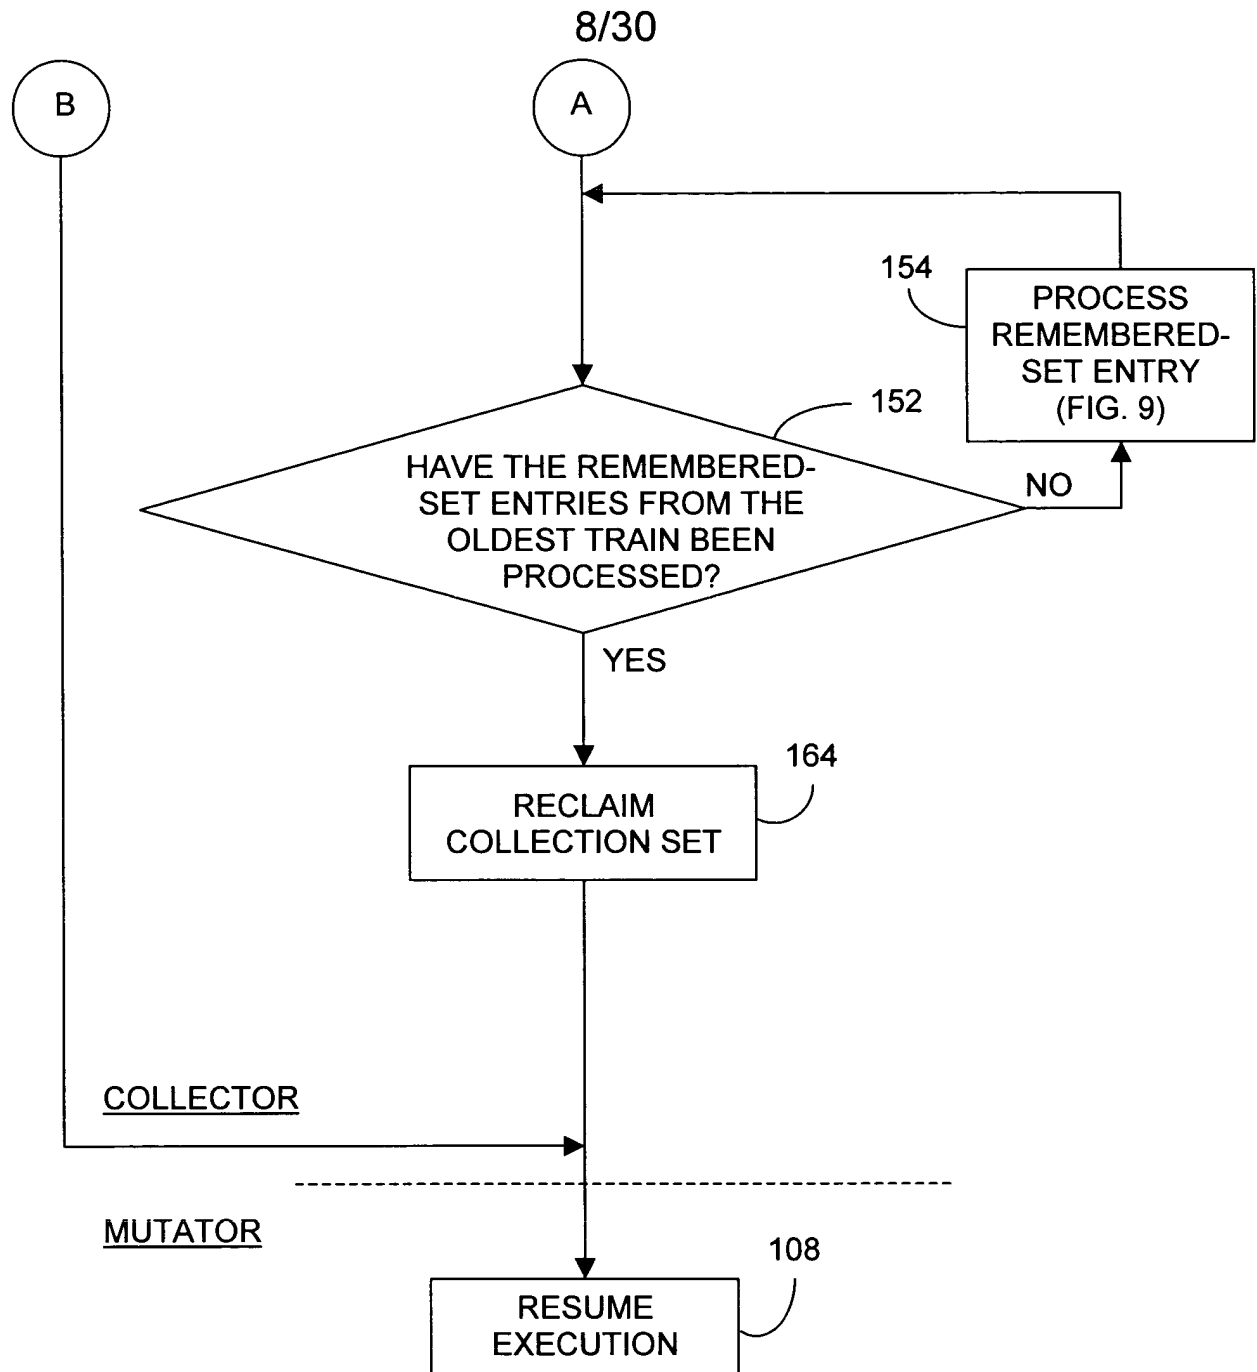 8/30
B
A
154
PROCESS
REMEMBERED-
SET ENTRY
(FIG. 9)
152
HAVE THE REMEMBERED-
SET ENTRIES FROM THE
OLDEST TRAIN BEEN
PROCESSED?
NO
YES
164
RECLAIM
COLLECTION SET
COLLECTOR
MUTATOR
108
RESUME
EXECUTION